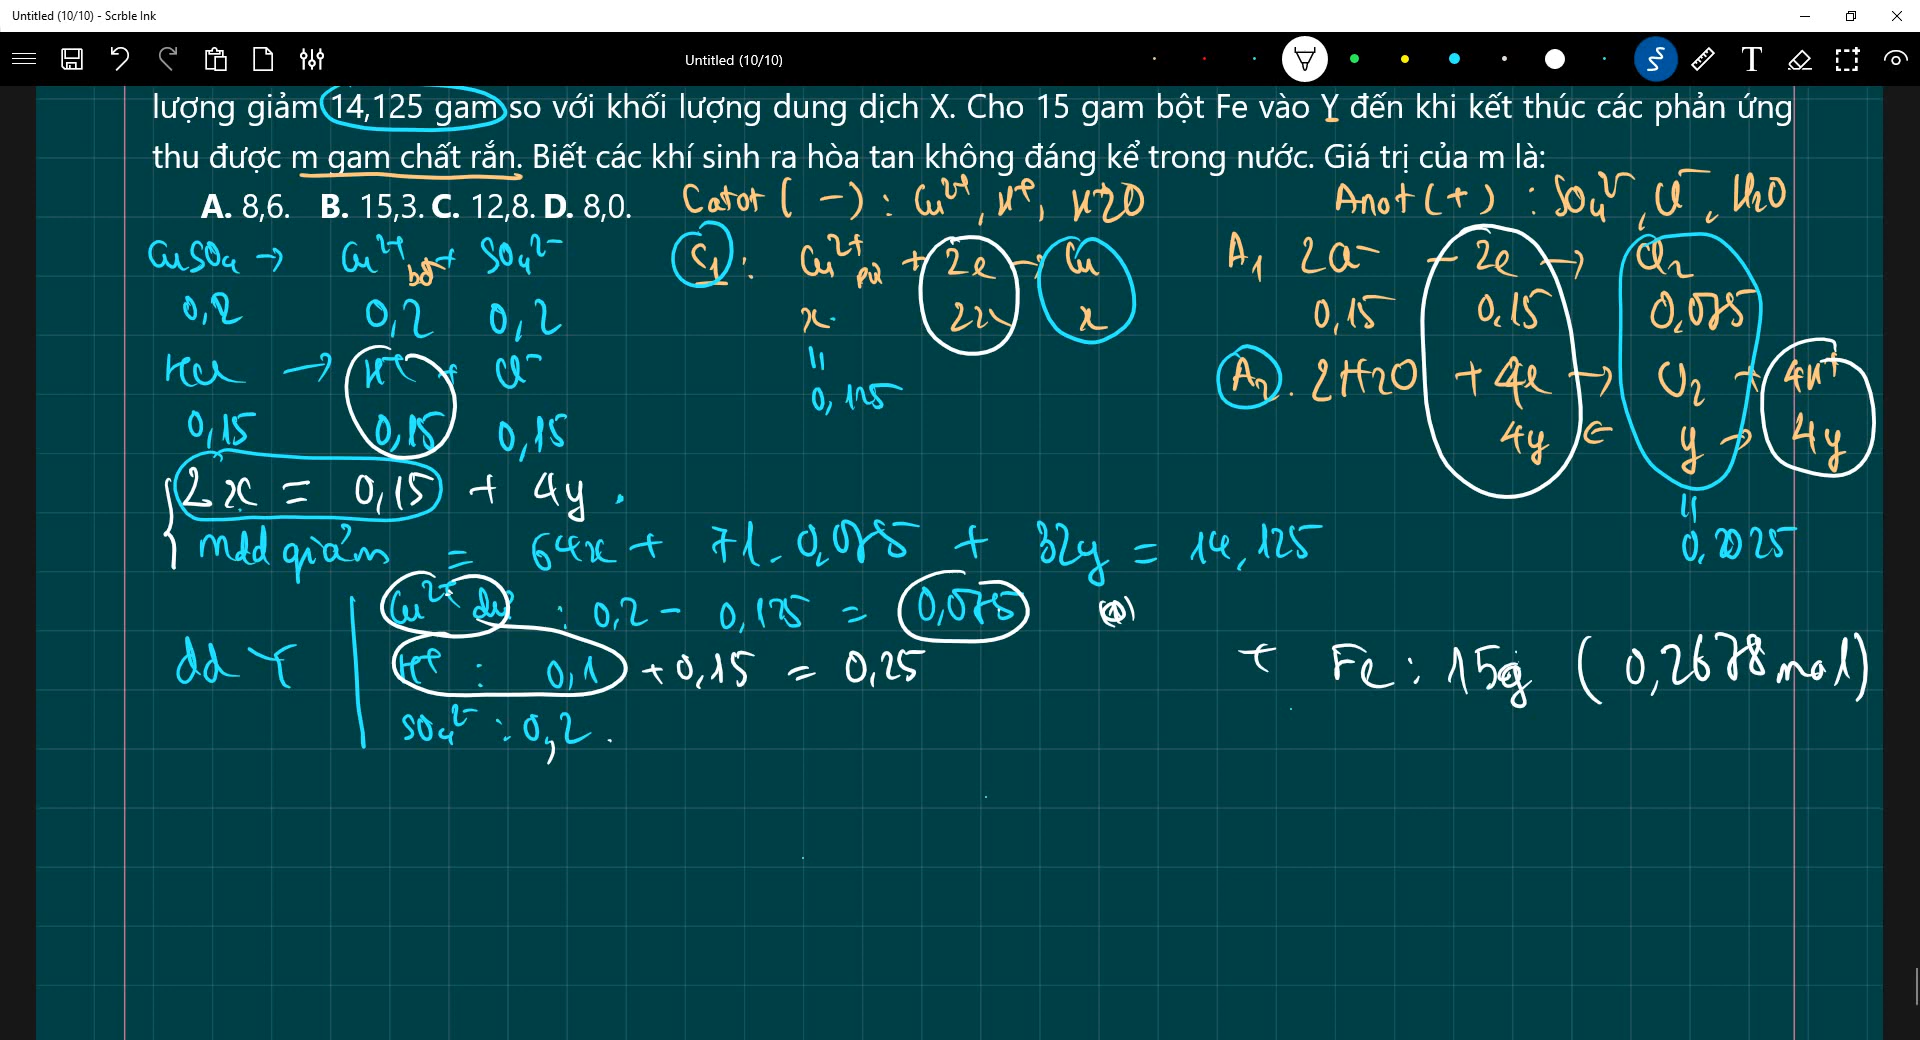 Untitled (10/10) - Scrble Ink
Untitled (10/10)
T
lượng giảm 14,125 gam so với khối lượng dung dịch X. Cho 15 gam bột Fe vào Y đến khi kết thúc các phản ứng
thu được m gam chất rắn. Biết các khí sinh ra hòa tan không đáng kể trong nước. Giá trị của m là:
A. 8,6. B. 15,3. C. 12,8. D. 8,0.
Catot (-) : Cu²⁺, H⁺, H2O
Anot (+) : SO₄²⁻, Cl⁻, H2O
CuSO₄ → Cu²⁺ + SO₄²⁻
0,2 0,2 0,2
HCl → H⁺ + Cl⁻
0,15 0,15 0,15
C₁ : Cu²⁺ + 2e → Cu
x 2x x
"
0,125
A₁ 2Cl⁻ - 2e → Cl₂
0,15 0,15 0,075
A₂. 2H2O + 4e → O₂ + 4H⁺
4y ← y → 4y
"
2x = 0,15 + 4y.
mdd giảm = 64x + 71.0,075 + 32y = 14,125
dd Y
Cu²⁺ dư : 0,2 - 0,125 = 0,075
H⁺ : 0,1 + 0,15 = 0,25
SO₄²⁻ : 0,2.
+ Fe : 15g (0,2678 mol)